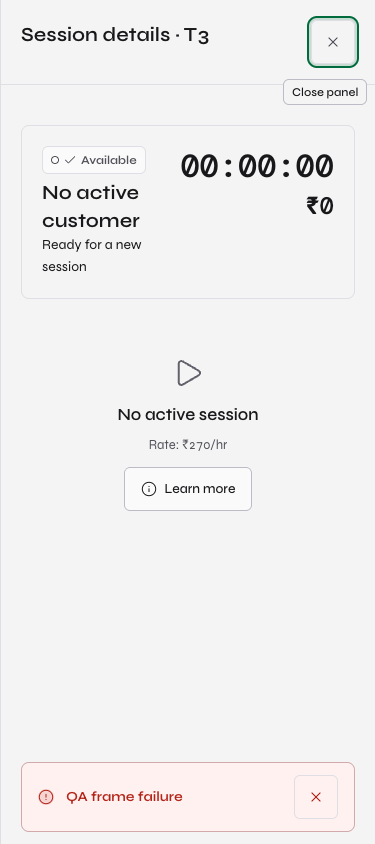 Session details · T3
Close panel
Available
00:00:00
No active
customer
₹0
Ready for a new
session
No active session
Rate: ₹270/hr
Learn more
QA frame failure